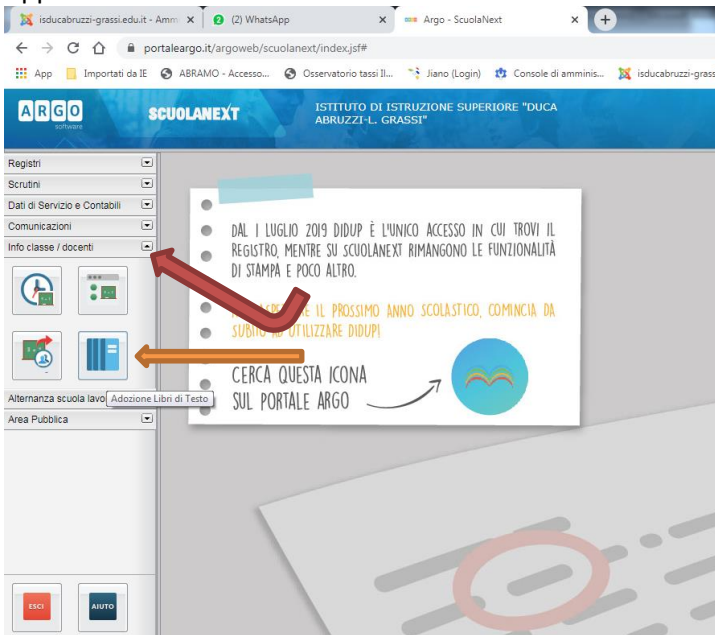 isducabruzzi-grassi.edu.it - Amm
(2) WhatsApp
Argo - ScuolaNext
portaleargo.it/argoweb/scuolanext/index.jsf#
App
Importati da IE
ABRAMO - Accesso...
Osservatorio tassi Il...
Jiano (Login)
Console di amminis...
isducabruzzi-grass
ARGO
software
SCUOLANEXT
ISTITUTO DI ISTRUZIONE SUPERIORE "DUCA
ABRUZZI-L. GRASSI"
Registri
Scrutini
Dati di Servizio e Contabili
Comunicazioni
Info classe / docenti
Alternanza scuola lavo
Adozione Libri di Testo
Area Pubblica
ESCI
AIUTO
DAL 1 LUGLIO 2019 DIDUP È L'UNICO ACCESSO IN CUI TROVI IL
REGISTRO, MENTRE SU SCUOLANEXT RIMANGONO LE FUNZIONALITÀ
DI STAMPA E POCO ALTRO.
IL PROSSIMO ANNO SCOLASTICO, COMINCIA DA
SUBITO AD UTILIZZARE DIDUP!
CERCA QUESTA ICONA
SUL PORTALE ARGO